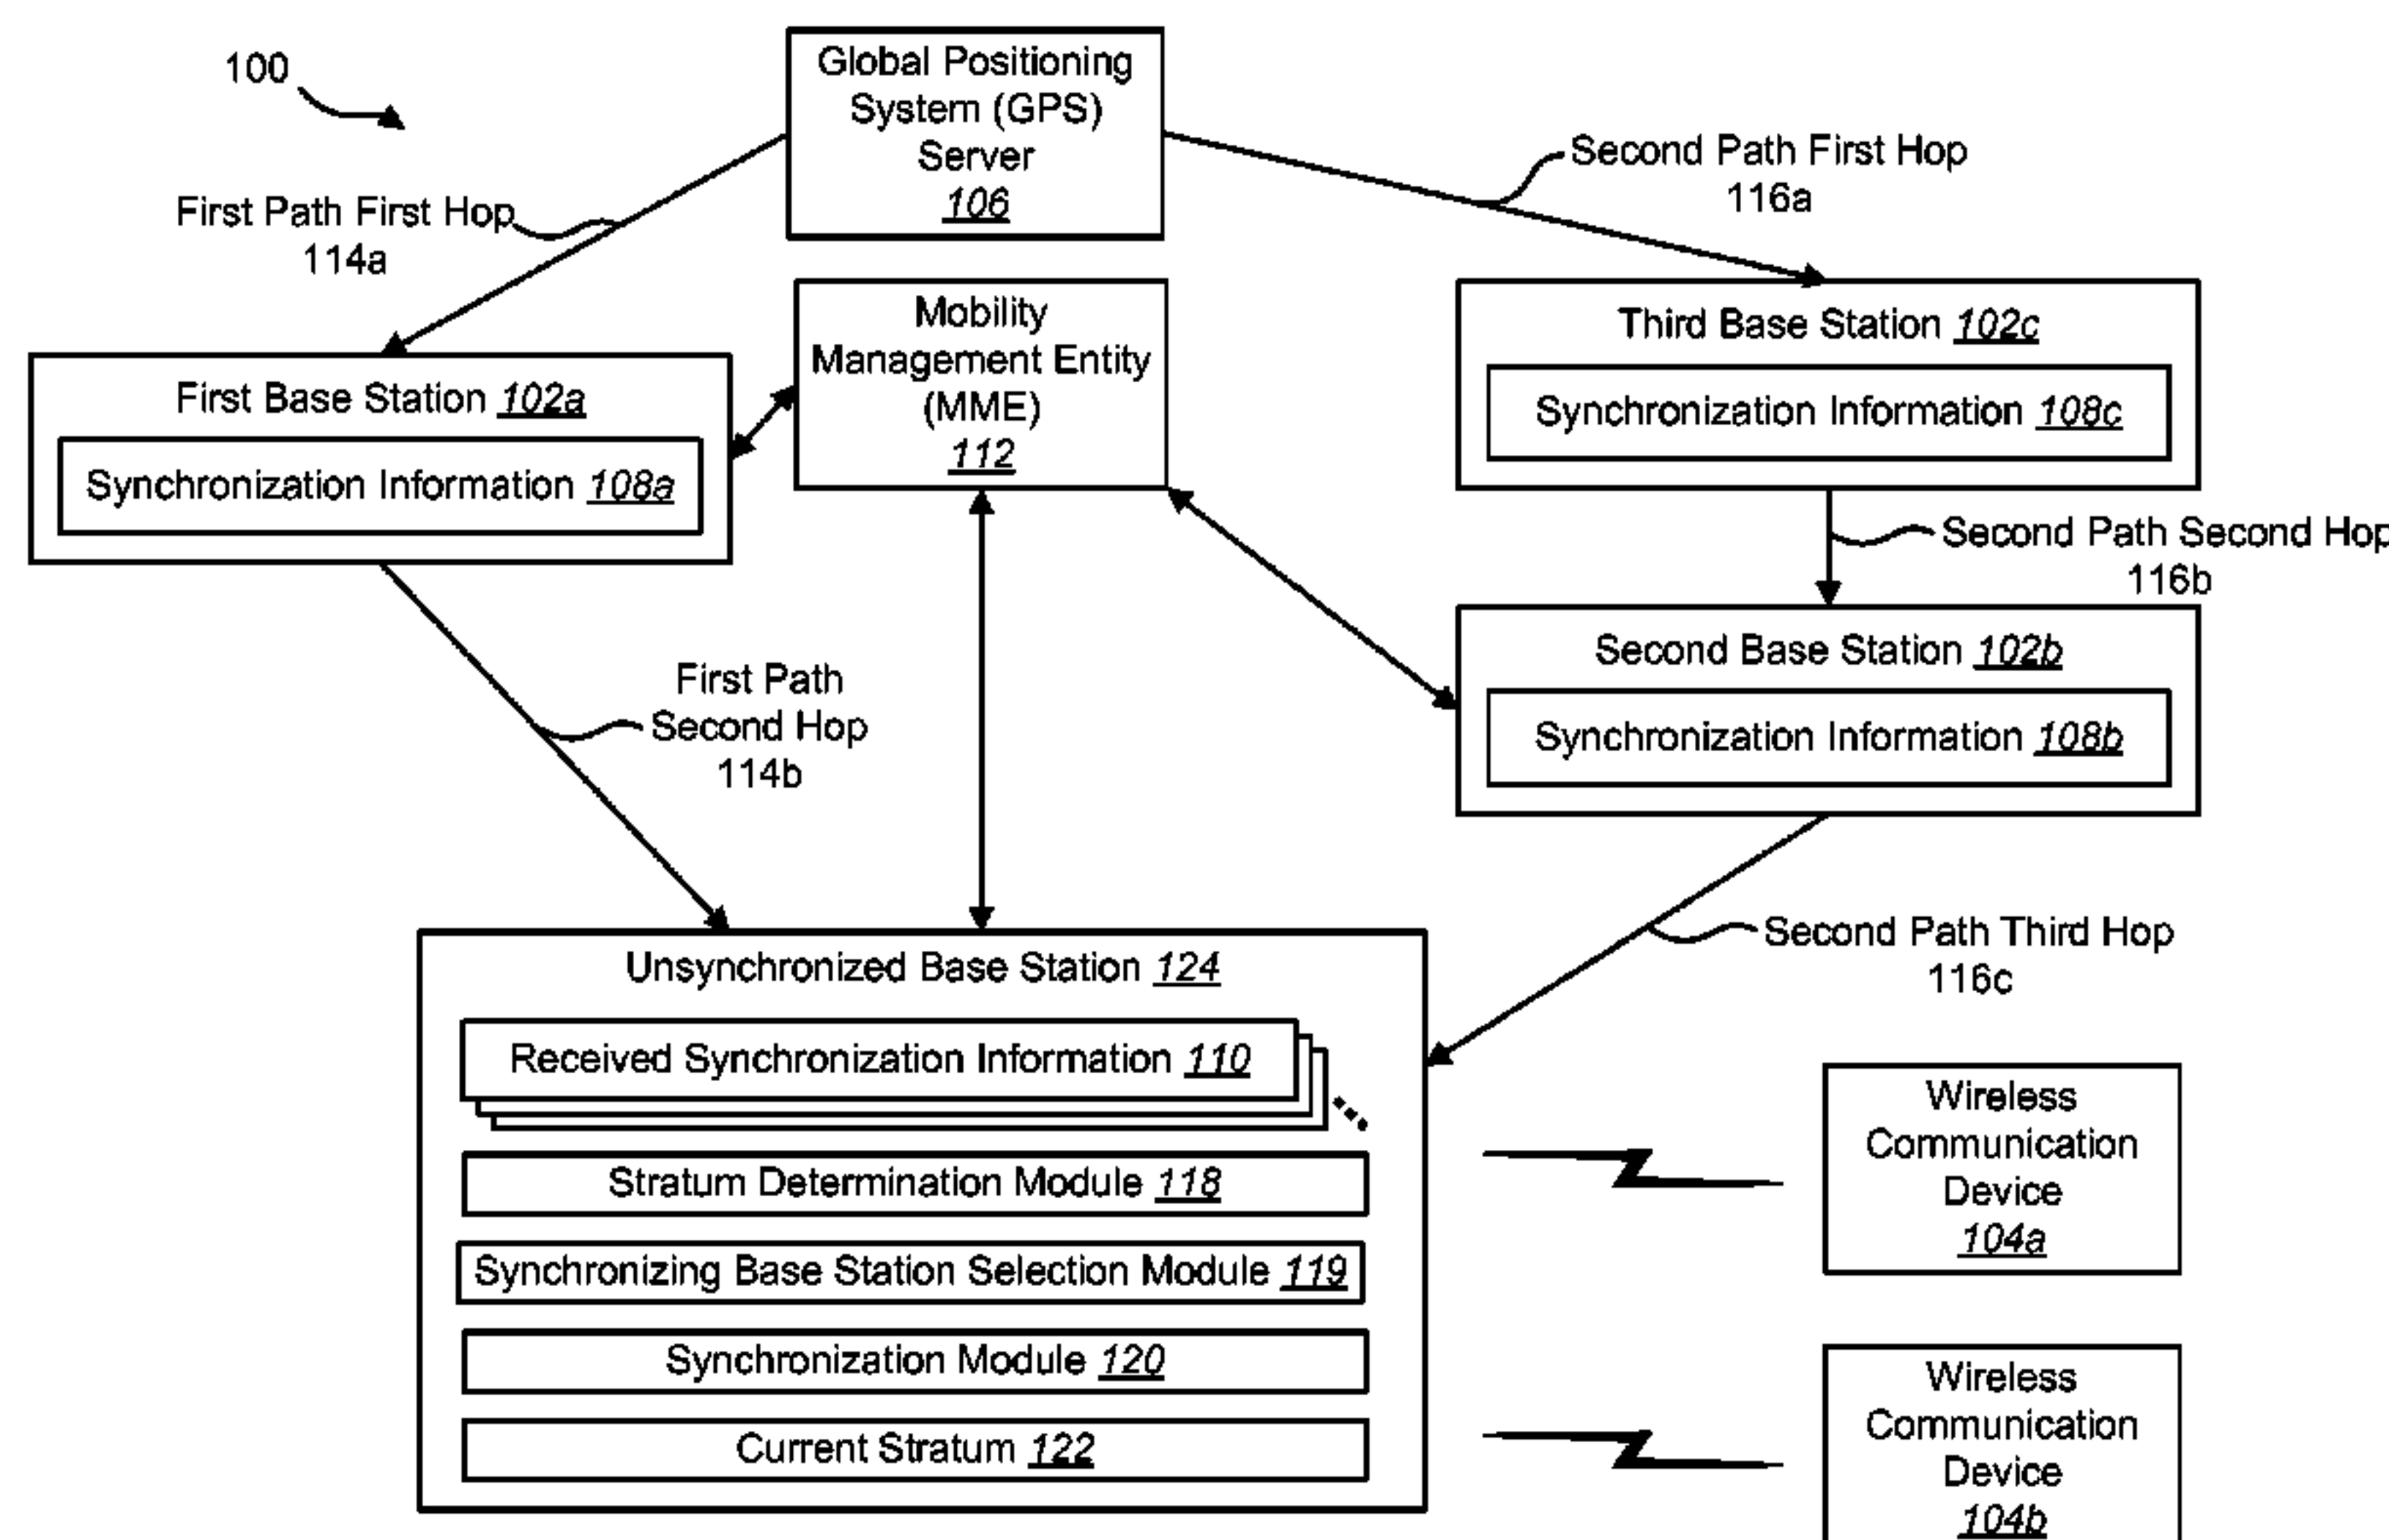 100
Global Positioning
System (GPS)
Server
106
First Path First Hop
114a
Second Path First Hop
116a
Mobility
Management Entity
(MME)
112
First Base Station 102a
Synchronization Information 108a
Third Base Station 102c
Synchronization Information 108c
Second Path Second Hop
116b
Second Base Station 102b
Synchronization Information 108b
First Path
Second Hop
114b
Second Path Third Hop
116c
Unsynchronized Base Station 124
Received Synchronization Information 110
Stratum Determination Module 118
Synchronizing Base Station Selection Module 119
Synchronization Module 120
Current Stratum 122
Wireless
Communication
Device
104a
Wireless
Communication
Device
104b